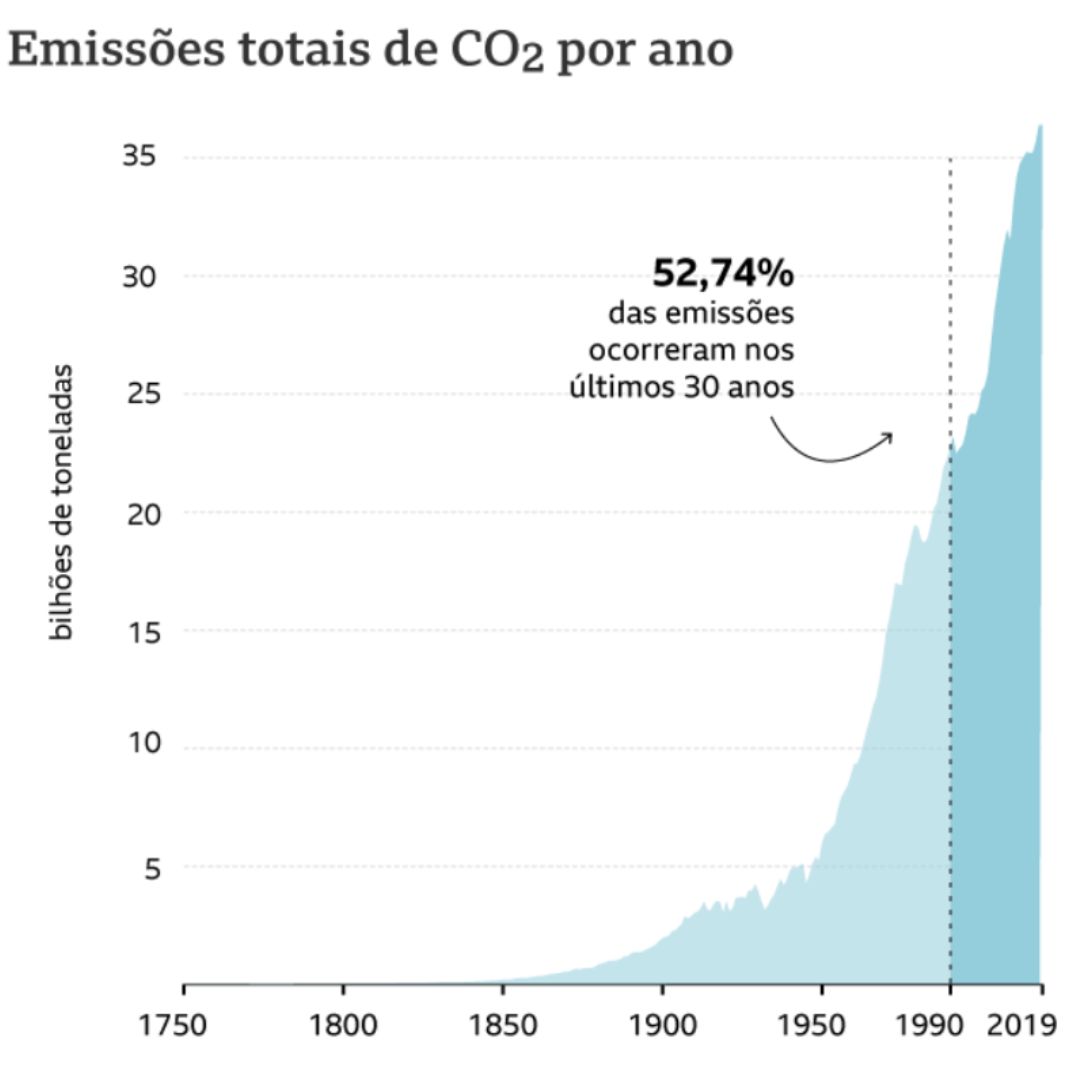 Emissões totais de CO₂ por ano
35
30
25
20
15
10
5
bilhões de toneladas
52,74%
das emissões
ocorreram nos
últimos 30 anos
1750 1800 1850 1900 1950 1990 2019